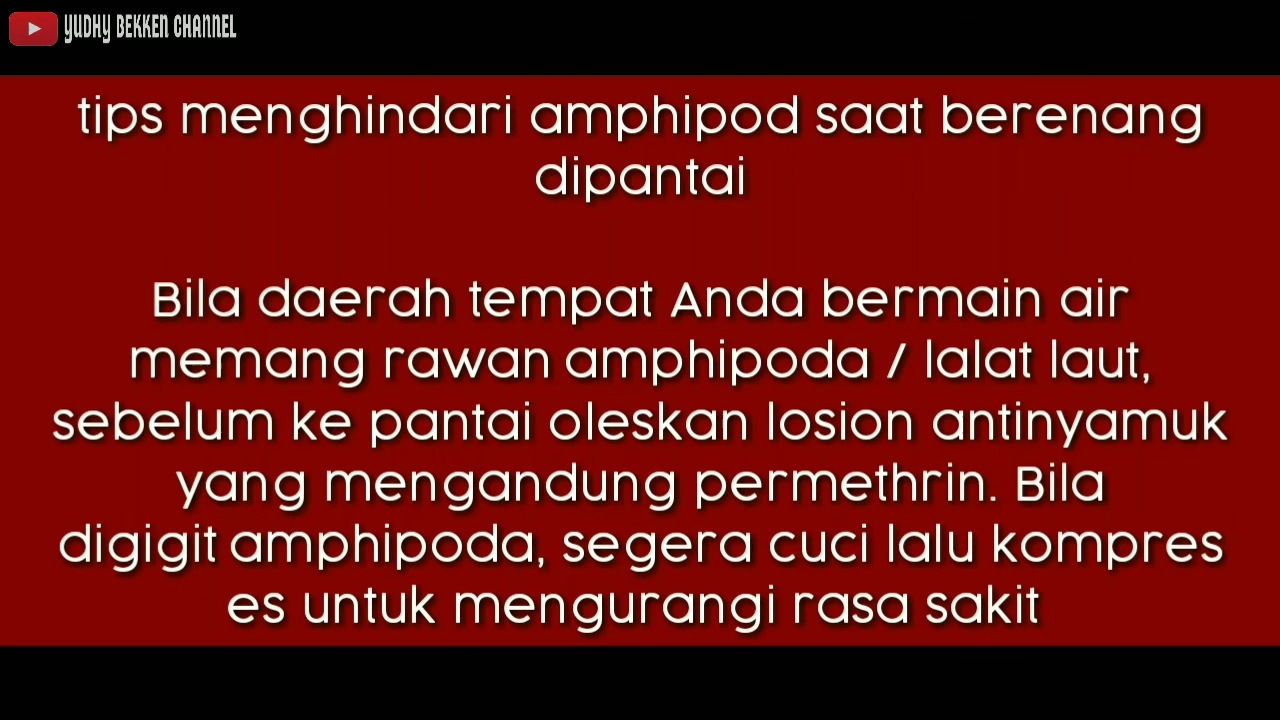 YUDHY BEKKEN CHANNEL
tips menghindari amphipod saat berenang
dipantai
Bila daerah tempat Anda bermain air
memang rawan amphipoda / lalat laut,
sebelum ke pantai oleskan losion antinyamuk
yang mengandung permethrin. Bila
digigit amphipoda, segera cuci lalu kompres
es untuk mengurangi rasa sakit